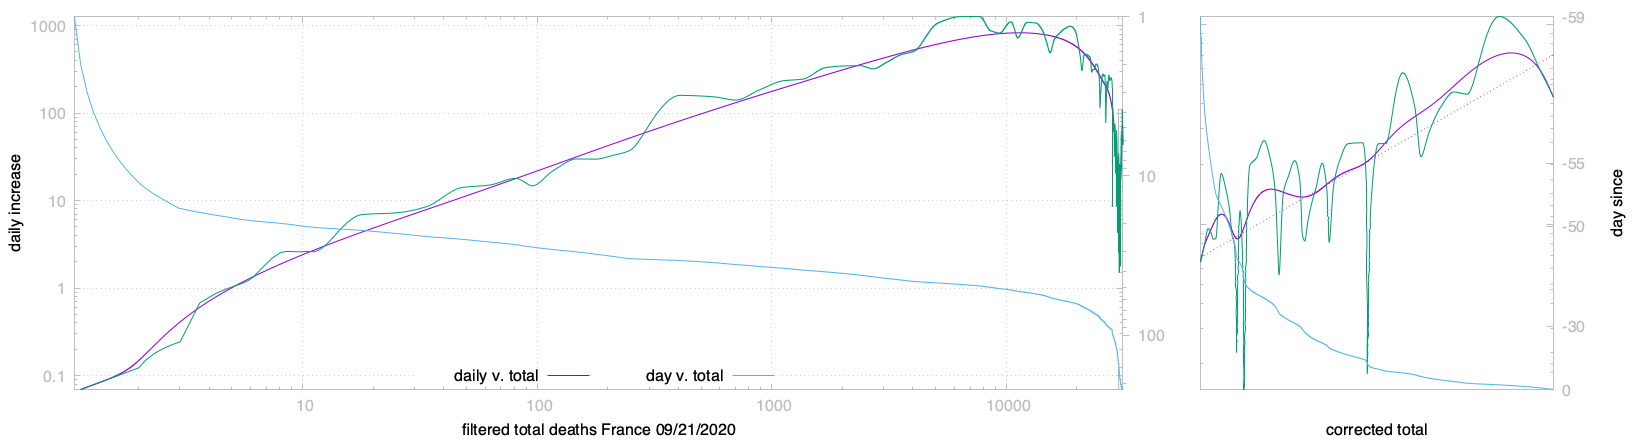 1000
100
10
1
0.1
daily increase
10
100
1000
10000
1
10
100
daily v. total
day v. total
filtered total deaths France 09/21/2020
-59
-55
-50
-30
0
day since
corrected total